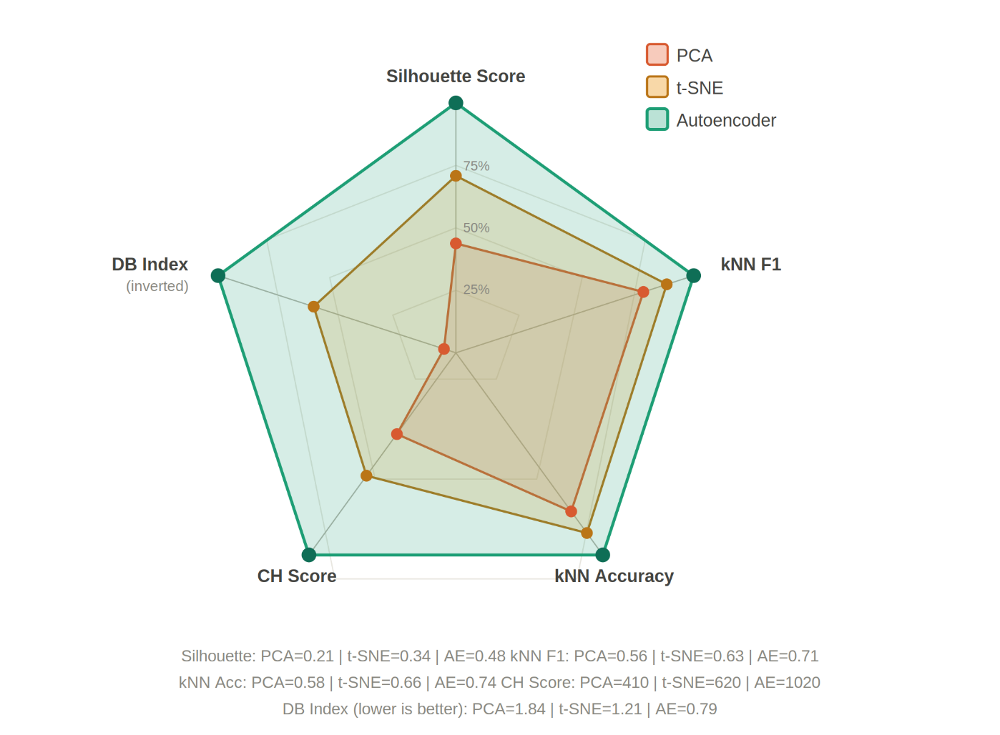 PCA
t-SNE
Autoencoder
Silhouette Score
75%
50%
25%
kNN F1
DB Index
(inverted)
CH Score
kNN Accuracy
Silhouette: PCA=0.21 | t-SNE=0.34 | AE=0.48 kNN F1: PCA=0.56 | t-SNE=0.63 | AE=0.71
kNN Acc: PCA=0.58 | t-SNE=0.66 | AE=0.74 CH Score: PCA=410 | t-SNE=620 | AE=1020
DB Index (lower is better): PCA=1.84 | t-SNE=1.21 | AE=0.79